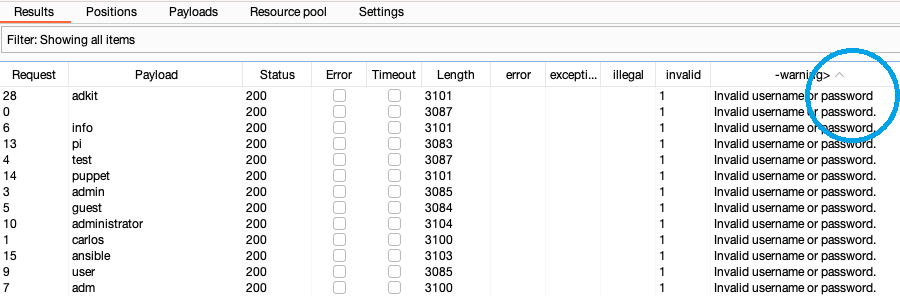 Results Positions Payloads Resource pool Settings
Filter: Showing all items
Request Payload Status Error Timeout Length error excepti... illegal invalid -warning>
28 adkit 200 3101 1 Invalid username or password
0 200 3087 1 Invalid username or password.
6 info 200 3101 1 Invalid username or password.
13 pi 200 3083 1 Invalid username or password.
4 test 200 3087 1 Invalid username or password.
14 puppet 200 3101 1 Invalid username or password.
3 admin 200 3085 1 Invalid username or password.
5 guest 200 3084 1 Invalid username or password.
10 administrator 200 3104 1 Invalid username or password.
1 carlos 200 3100 1 Invalid username or password.
15 ansible 200 3103 1 Invalid username or password.
9 user 200 3085 1 Invalid username or password.
7 adm 200 3100 1 Invalid username or password.